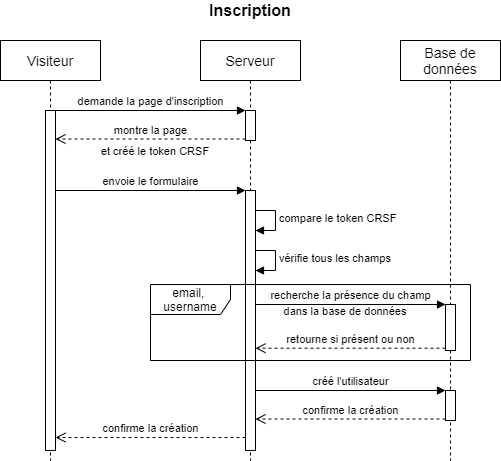 Inscription
Visiteur
Serveur
Base de
données
demande la page d'inscription
montre la page
et créé le token CRSF
envoie le formulaire
compare le token CRSF
vérifie tous les champs
email,
username
recherche la présence du champ
dans la base de données
retourne si présent ou non
créé l'utilisateur
confirme la création
confirme la création